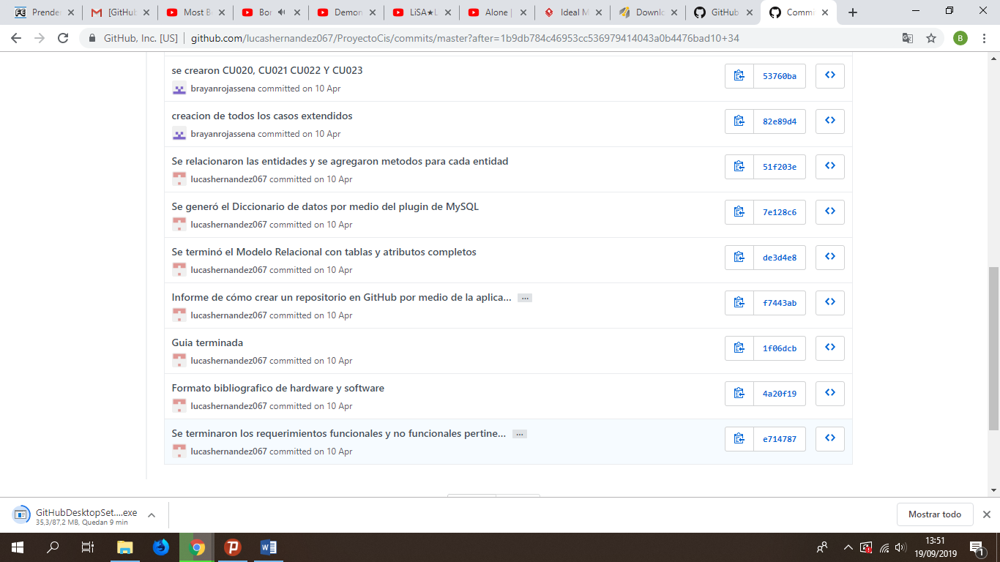 Prende
[GitHub
Most B
Bor
Demon
LiSA★L
Alone |
Ideal M
Downlo
GitHub
Commi
GitHub, Inc. [US] | github.com/lucashernandez067/ProyectoCis/commits/master?after=1b9db784c46953cc536979414043a0b4476bad10+34
B
se crearon CU020, CU021 CU022 Y CU023
brayanrojassena committed on 10 Apr
53760ba
creacion de todos los casos extendidos
brayanrojassena committed on 10 Apr
82e89d4
Se relacionaron las entidades y se agregaron metodos para cada entidad
lucashernandez067 committed on 10 Apr
51f203e
Se generó el Diccionario de datos por medio del plugin de MySQL
lucashernandez067 committed on 10 Apr
7e128c6
Se terminó el Modelo Relacional con tablas y atributos completos
lucashernandez067 committed on 10 Apr
de3d4e8
Informe de cómo crear un repositorio en GitHub por medio de la aplica... ...
lucashernandez067 committed on 10 Apr
f7443ab
Guia terminada
lucashernandez067 committed on 10 Apr
1f06dcb
Formato bibliografico de hardware y software
lucashernandez067 committed on 10 Apr
4a20f19
Se terminaron los requerimientos funcionales y no funcionales pertine... ...
lucashernandez067 committed on 10 Apr
e714787
GitHubDesktopSet....exe
35,3/87,2 MB, Quedan 9 min
Mostrar todo
13:51
19/09/2019
1